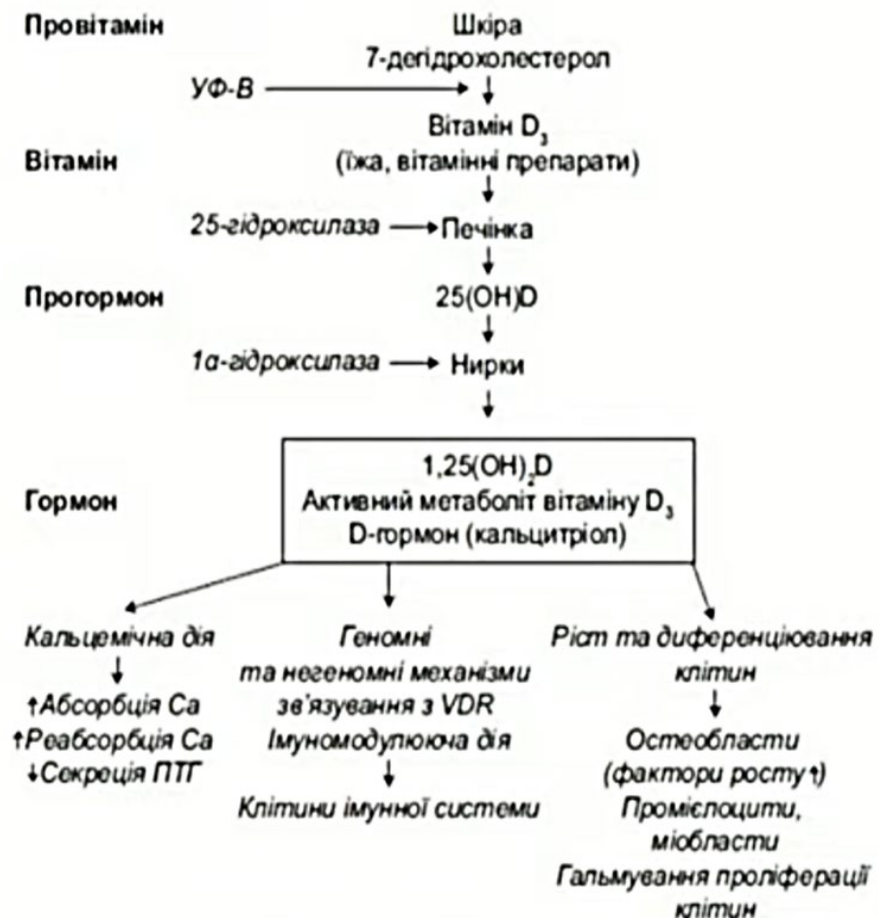 Провітамін
Шкіра
7-дегідрохолестерол
УФ-В
Вітамін D₃
Вітамін
(їжа, вітамінні препарати)
25-гідроксилаза
Печінка
Прогормон
25(OH)D
1α-гідроксилаза
Нирки
1,25(OH)₂D
Гормон
Активний метаболіт вітаміну D₃
D-гормон (кальцитріол)
Кальцемічна дія
↑Абсорбція Ca
↑Реабсорбція Ca
↓Секреція ПТГ
Геномні
та негеномні механізми
зв'язування з VDR
Імуномодулююча дія
Клітини імунної системи
Ріст та диференціювання
клітин
Остеобласти
(фактори росту↑)
Промієлоцити,
міобласти
Гальмування проліферації
клітин